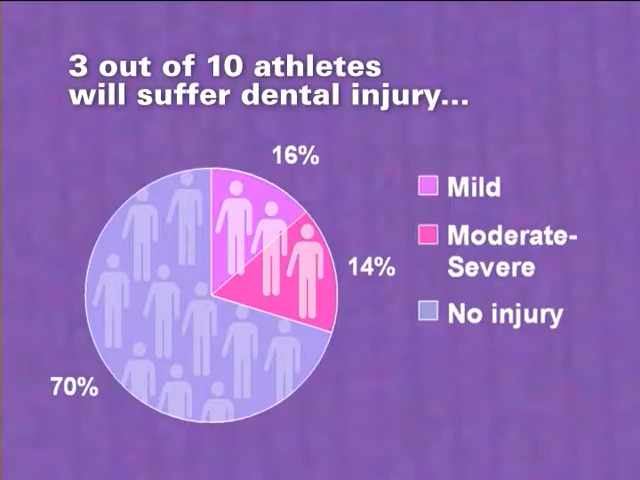 3 out of 10 athletes
will suffer dental injury...
16%
Mild
Moderate-
Severe
14%
No injury
70%